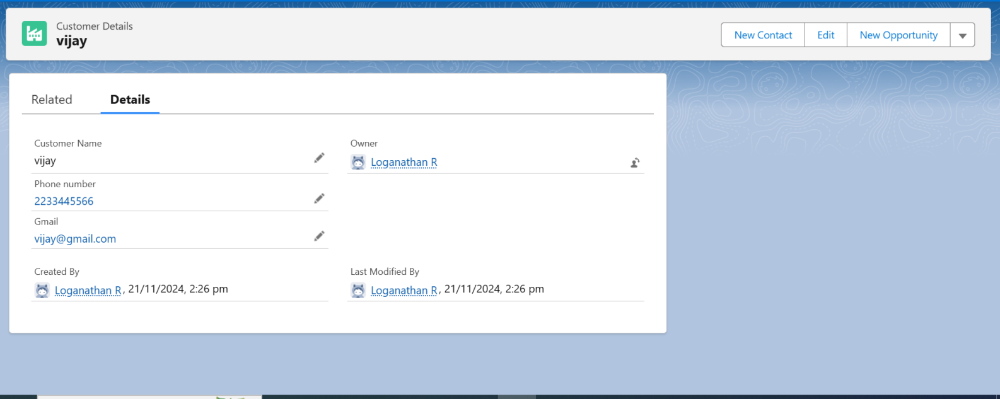 Customer Details
vijay
New Contact Edit New Opportunity
Related Details
Customer Name
vijay
Owner
Loganathan R
Phone number
2233445566
Gmail
vijay@gmail.com
Created By
Loganathan R, 21/11/2024, 2:26 pm
Last Modified By
Loganathan R, 21/11/2024, 2:26 pm